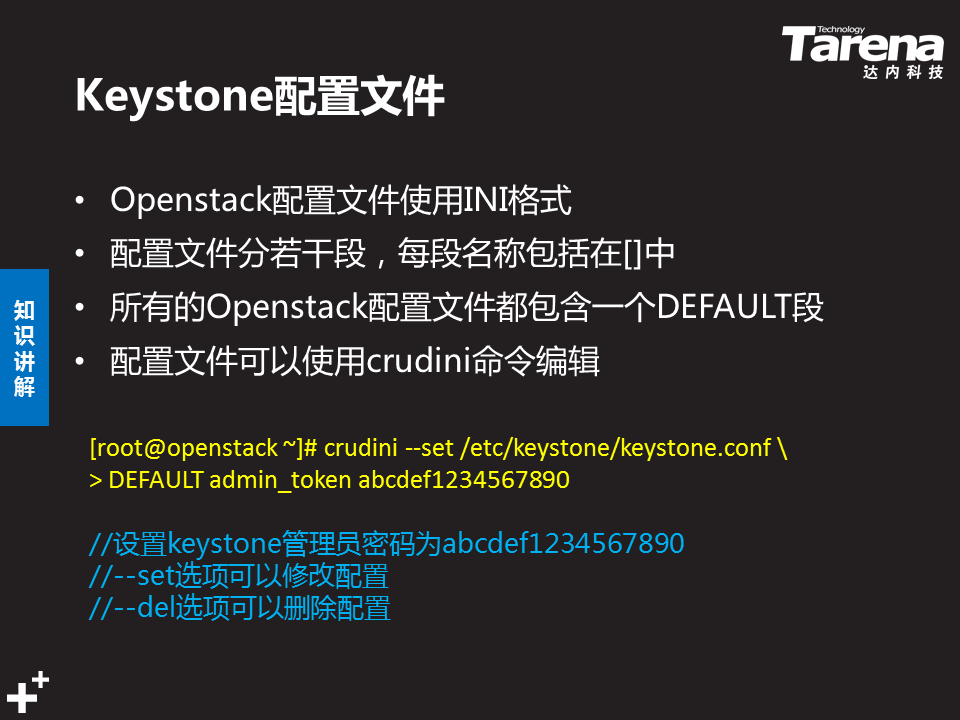 Technology
Tarena
达内科技
Keystone配置文件
• Openstack配置文件使用INI格式
• 配置文件分若干段，每段名称包括在[]中
• 所有的Openstack配置文件都包含一个DEFAULT段
• 配置文件可以使用crudini命令编辑
知
识
讲
解
[root@openstack ~]# crudini --set /etc/keystone/keystone.conf \
> DEFAULT admin_token abcdef1234567890
//设置keystone管理员密码为abcdef1234567890
//--set选项可以修改配置
//--del选项可以删除配置